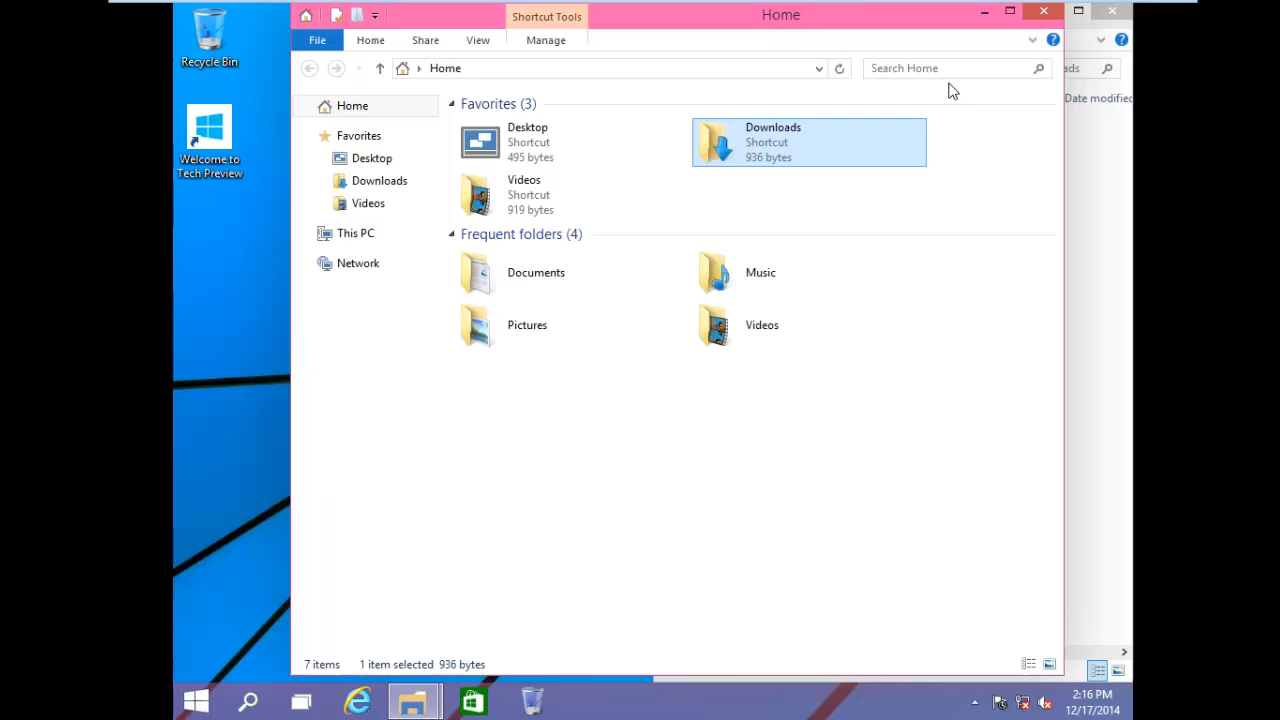 Recycle Bin
Welcome to
Tech Preview
Shortcut Tools
Home
File
Home
Share
View
Manage
Home
Search Home
ads
Date modified
Home
Favorites
Desktop
Downloads
Videos
This PC
Network
Favorites (3)
Desktop
Shortcut
495 bytes
Downloads
Shortcut
936 bytes
Videos
Shortcut
919 bytes
Frequent folders (4)
Documents
Music
Pictures
Videos
7 items
1 item selected 936 bytes
2:16 PM
12/17/2014